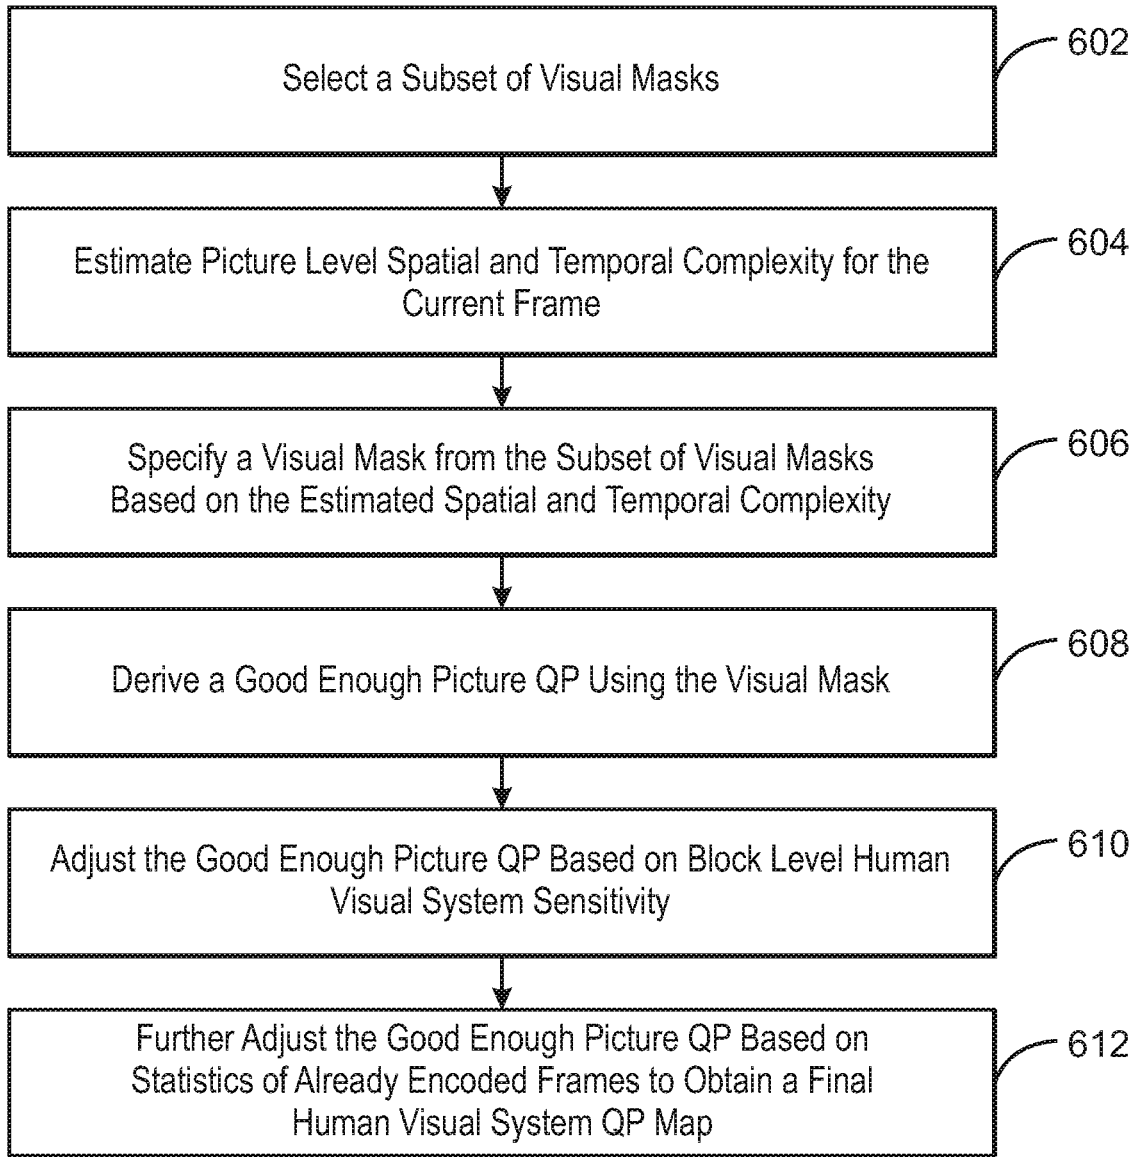 Select a Subset of Visual Masks
602
Estimate Picture Level Spatial and Temporal Complexity for the
Current Frame
604
Specify a Visual Mask from the Subset of Visual Masks
Based on the Estimated Spatial and Temporal Complexity
606
Derive a Good Enough Picture QP Using the Visual Mask
608
Adjust the Good Enough Picture QP Based on Block Level Human
Visual System Sensitivity
610
Further Adjust the Good Enough Picture QP Based on
Statistics of Already Encoded Frames to Obtain a Final
Human Visual System QP Map
612